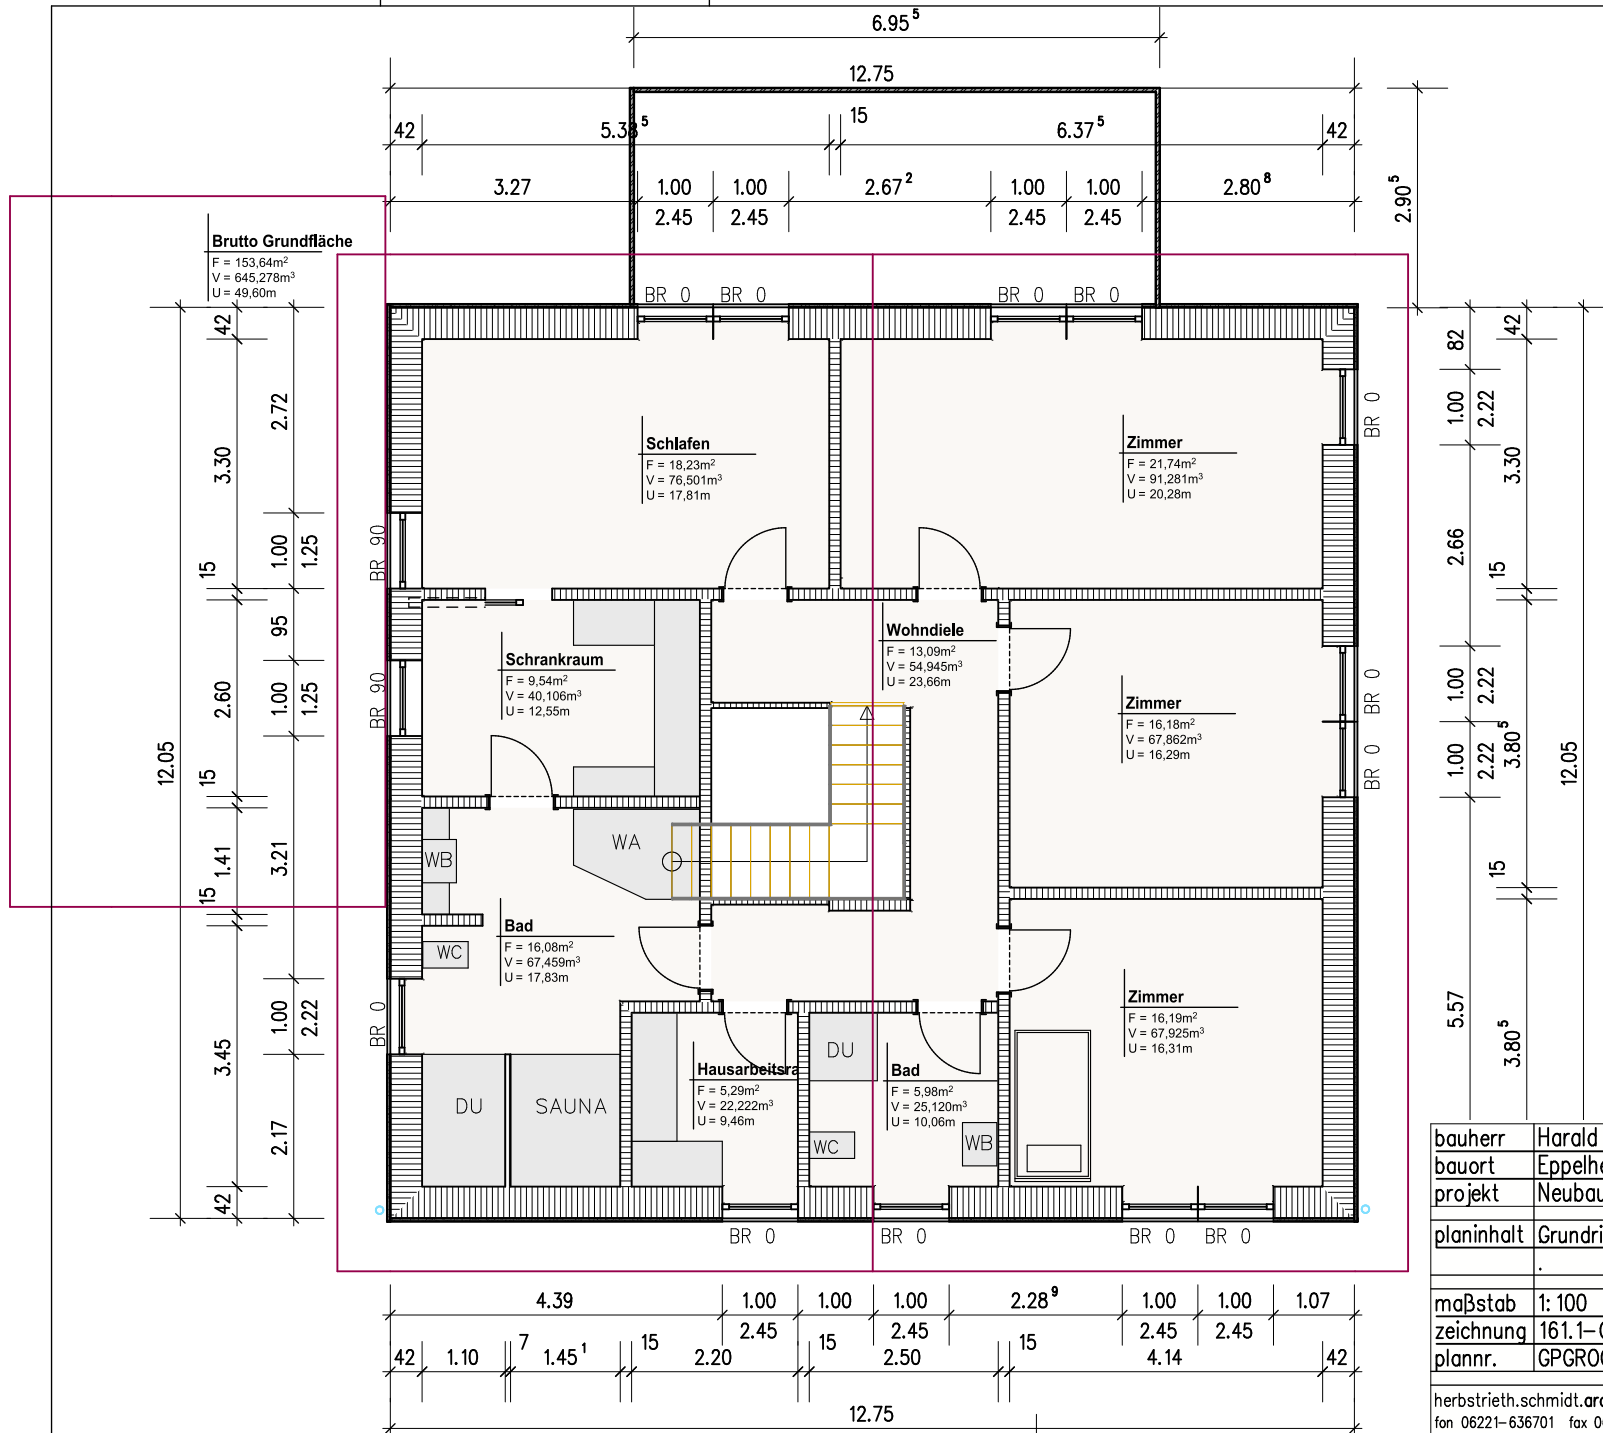 6.95⁵
12.75
42 5.38⁵ 15 6.37⁵ 42
3.27 1.00 1.00 2.67² 1.00 1.00 2.80⁸
2.45 2.45 2.45 2.45
2.90⁵
Brutto Grundfläche
F = 153,64m²
V = 645,278m³
U = 49,60m
BR 0 BR 0 BR 0 BR 0
12.05
42
3.30
15
2.60
15
1.41
15
3.45
42
2.72
1.00 1.25
95
1.00 1.25
3.21
1.00 2.22
2.17
BR 90
BR 90
BR 0
Schlafen
F = 18,23m²
V = 76,501m³
U = 17,81m
Zimmer
F = 21,74m²
V = 91,281m³
U = 20,28m
Wohndiele
F = 13,09m²
V = 54,945m³
U = 23,66m
Schrankraum
F = 9,54m²
V = 40,106m³
U = 12,55m
Zimmer
F = 16,18m²
V = 67,862m³
U = 16,29m
WA
WB
Bad
F = 16,08m²
V = 67,459m³
U = 17,83m
WC
Zimmer
F = 16,19m²
V = 67,925m³
U = 16,31m
DU
SAUNA
Hausarbeitsra
F = 5,29m²
V = 22,222m³
U = 9,46m
DU
Bad
F = 5,98m²
V = 25,120m³
U = 10,06m
WC
WB
BR 0
BR 0
BR 0
82
1.00 2.22
2.66
1.00 2.22
1.00 2.22
5.57
42
3.30
15
3.80⁵
15
3.80⁵
12.05
BR 0 BR 0 BR 0 BR 0
4.39 1.00 1.00 1.00 2.28⁹ 1.00 1.00 1.07
2.45 2.45 2.45 2.45
42 1.10 7 1.45¹ 15 2.20 15 2.50 15 4.14 42
12.75
bauherr Harald
bauort Eppelhe
projekt Neubau
planinhalt Grundri
.
maßstab 1:100
zeichnung 161.1-
plannr. GPGRO
herbstrieth.schmidt.arc
fon 06221-636701 fax 0